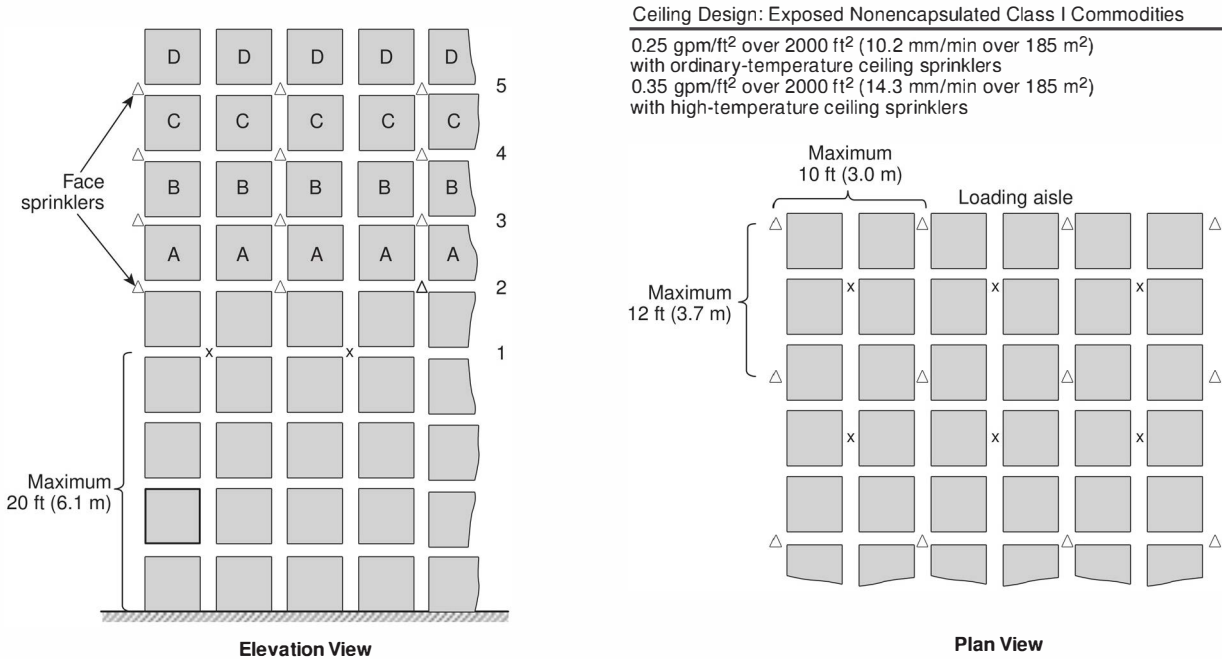 D D D D D
5
C C C C C
4
Face
sprinklers
B B B B B
3
A A A A A
2
x x 1
Maximum
20 ft (6.1 m)
Elevation View
Ceiling Design: Exposed Nonencapsulated Class I Commodities
0.25 gpm/ft² over 2000 ft² (10.2 mm/min over 185 m²)
with ordinary-temperature ceiling sprinklers
0.35 gpm/ft² over 2000 ft² (14.3 mm/min over 185 m²)
with high-temperature ceiling sprinklers
Maximum
10 ft (3.0 m)
Loading aisle
Maximum
12 ft (3.7 m)
x x x
x x x
Plan View